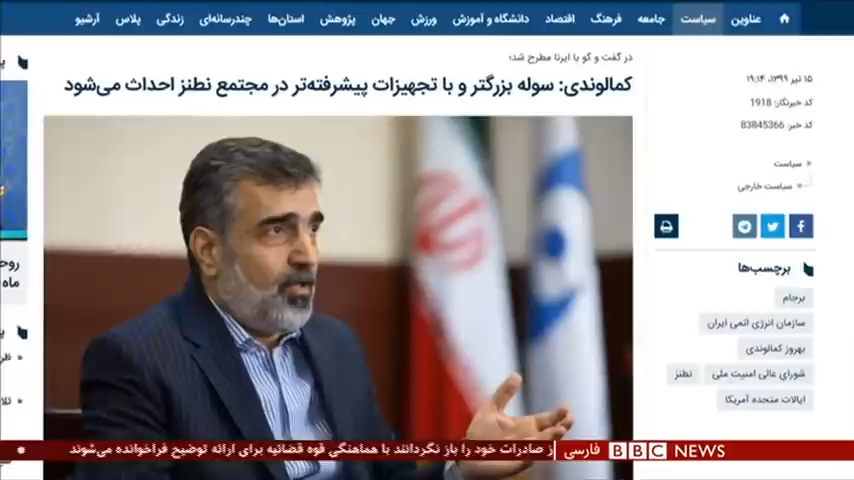 عناوین سیاست جامعه فرهنگ اقتصاد دانشگاه و آموزش ورزش جهان پژوهش استان‌ها چندرسانه‌ای زندگی پلاس آرشیو
در گفت و گو با ایرنا مطرح شد؛
کمالوندی: سوله بزرگتر و با تجهیزات پیشرفته‌تر در مجتمع نطنز احداث می‌شود
۱۵ تیر ۱۳۹۹، ۱۹:۱۴
کد خبرنگار: 1918
کد خبر: 83845366
سیاست
سیاست خارجی
برچسب‌ها
برجام
سازمان انرژی اتمی ایران
بهروز کمالوندی
شورای عالی امنیت ملی
نطنز
ایالات متحده آمریکا
روح
ماه
از صادرات خود را باز نگردانند با هماهنگی قوه قضائیه برای ارائه توضیح فراخوانده می‌شوند
BBC NEWS فارسی